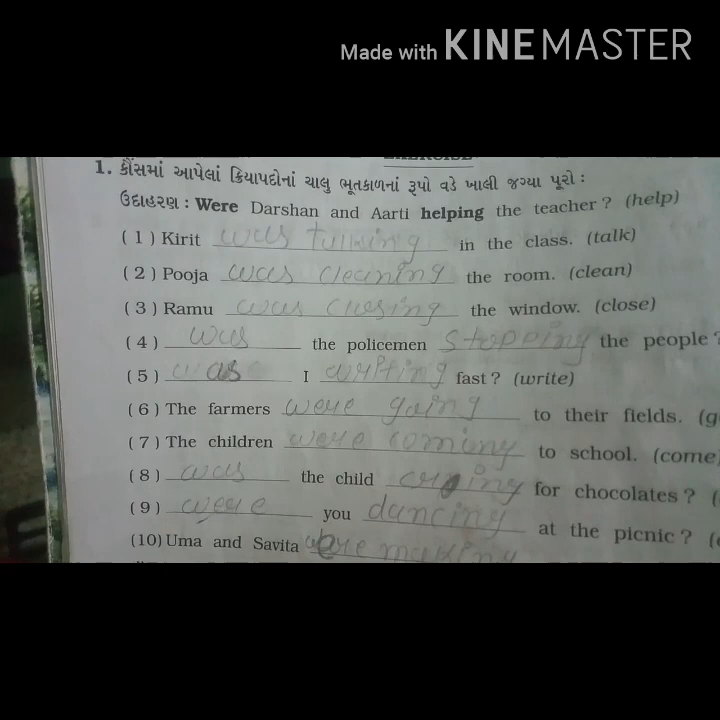 Made with KINEMASTER
EXERCISE
1. કૌંસમાં આપેલાં ક્રિયાપદોનાં ચાલુ ભૂતકાળનાં રૂપો વડે ખાલી જગ્યા પૂરો :
ઉદાહરણ : Were Darshan and Aarti helping the teacher ? (help)
( 1 ) Kirit was talking in the class. (talk)
( 2 ) Pooja was cleaning the room. (clean)
( 3 ) Ramu was closing the window. (close)
( 4 ) was the policemen stopping the people ?
( 5 ) was I writing fast ? (write)
( 6 ) The farmers were going to their fields. (g
( 7 ) The children were coming to school. (come)
( 8 ) was the child crying for chocolates ? (
( 9 ) were you dancing at the picnic ? (
(10) Uma and Savita were making